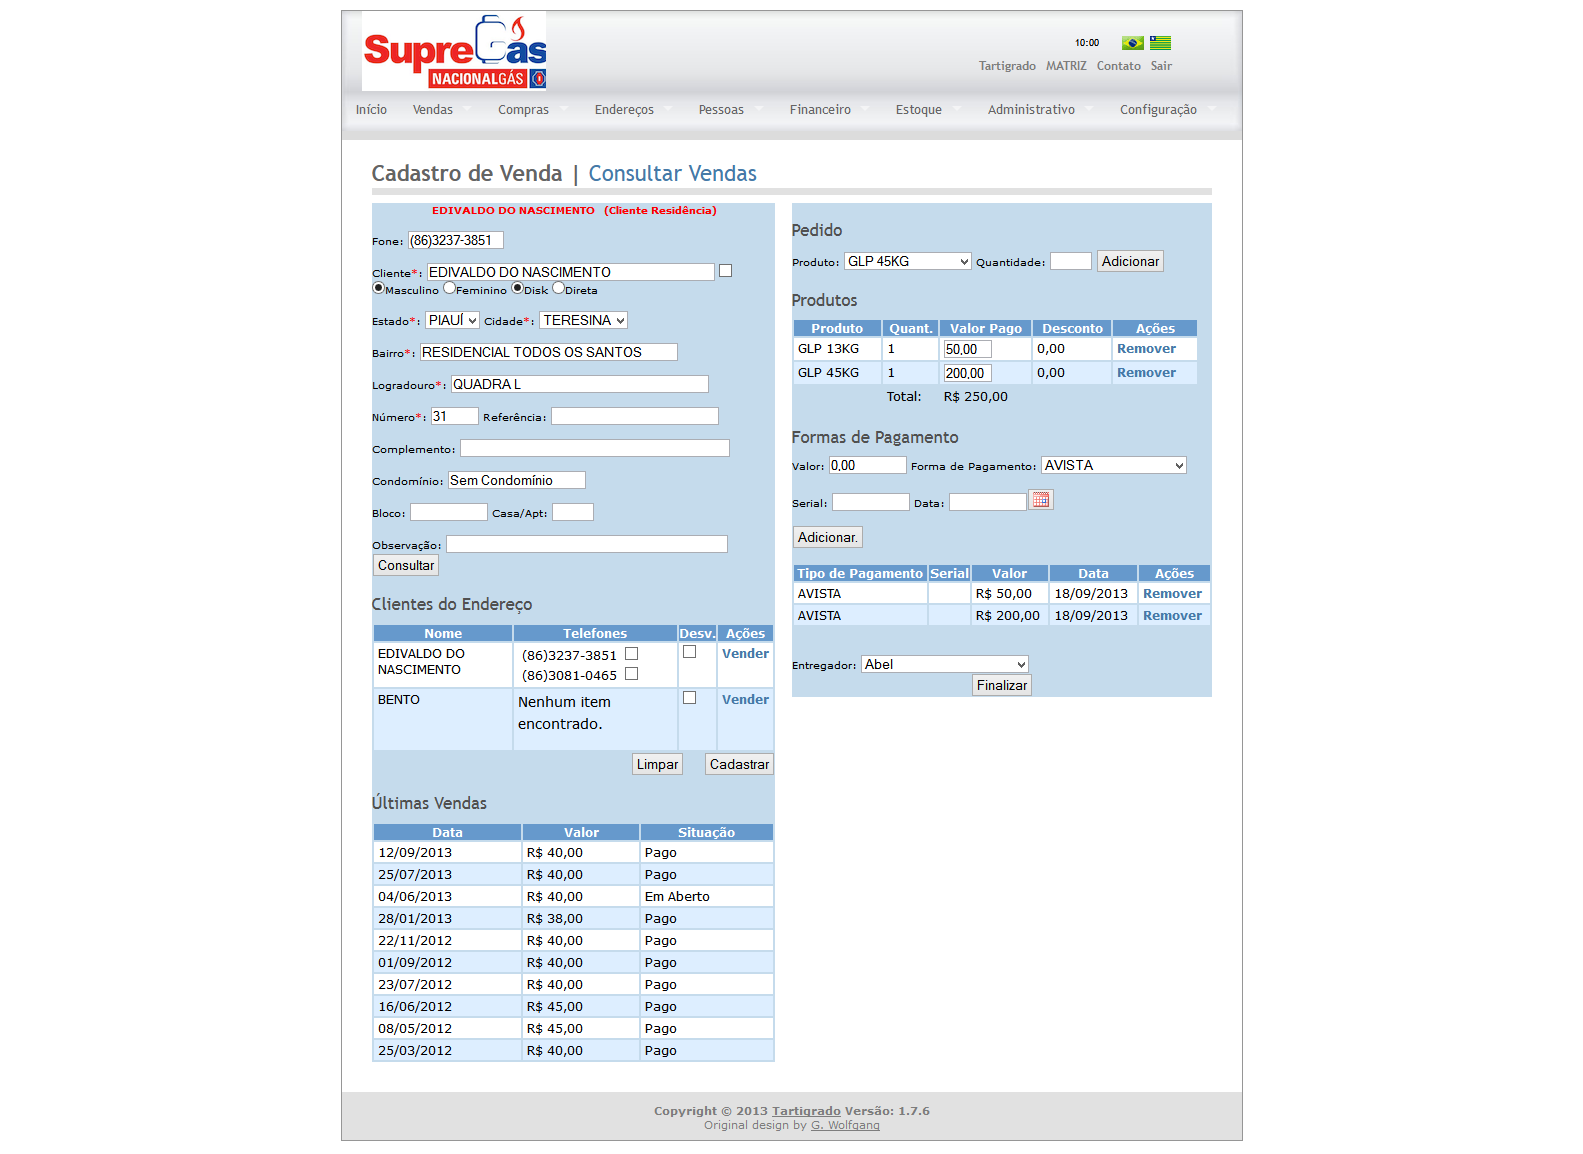 SupreGas
NACIONALGÁS
10:00
Tartigrado MATRIZ Contato Sair
Início Vendas Compras Endereços Pessoas Financeiro Estoque Administrativo Configuração
Cadastro de Venda | Consultar Vendas
EDIVALDO DO NASCIMENTO (Cliente Residência)
Fone: (86)3237-3851
Cliente*: EDIVALDO DO NASCIMENTO
Masculino Feminino Disk Direta
Estado*: PIAUÍ Cidade*: TERESINA
Bairro*: RESIDENCIAL TODOS OS SANTOS
Logradouro*: QUADRA L
Número*: 31 Referência:
Complemento:
Condomínio: Sem Condomínio
Bloco: Casa/Apt:
Observação:
Consultar
Clientes do Endereço
Nome Telefones Desv. Ações
EDIVALDO DO NASCIMENTO (86)3237-3851 Vender
(86)3081-0465
BENTO Nenhum item encontrado. Vender
Limpar Cadastrar
Últimas Vendas
Data Valor Situação
12/09/2013 R$ 40,00 Pago
25/07/2013 R$ 40,00 Pago
04/06/2013 R$ 40,00 Em Aberto
28/01/2013 R$ 38,00 Pago
22/11/2012 R$ 40,00 Pago
01/09/2012 R$ 40,00 Pago
23/07/2012 R$ 40,00 Pago
16/06/2012 R$ 45,00 Pago
08/05/2012 R$ 45,00 Pago
25/03/2012 R$ 40,00 Pago
Pedido
Produto: GLP 45KG Quantidade: Adicionar
Produtos
Produto Quant. Valor Pago Desconto Ações
GLP 13KG 1 50,00 0,00 Remover
GLP 45KG 1 200,00 0,00 Remover
Total: R$ 250,00
Formas de Pagamento
Valor: 0,00 Forma de Pagamento: AVISTA
Serial: Data:
Adicionar.
Tipo de Pagamento Serial Valor Data Ações
AVISTA R$ 50,00 18/09/2013 Remover
AVISTA R$ 200,00 18/09/2013 Remover
Entregador: Abel
Finalizar
Copyright © 2013 Tartigrado Versão: 1.7.6
Original design by G. Wolfgang